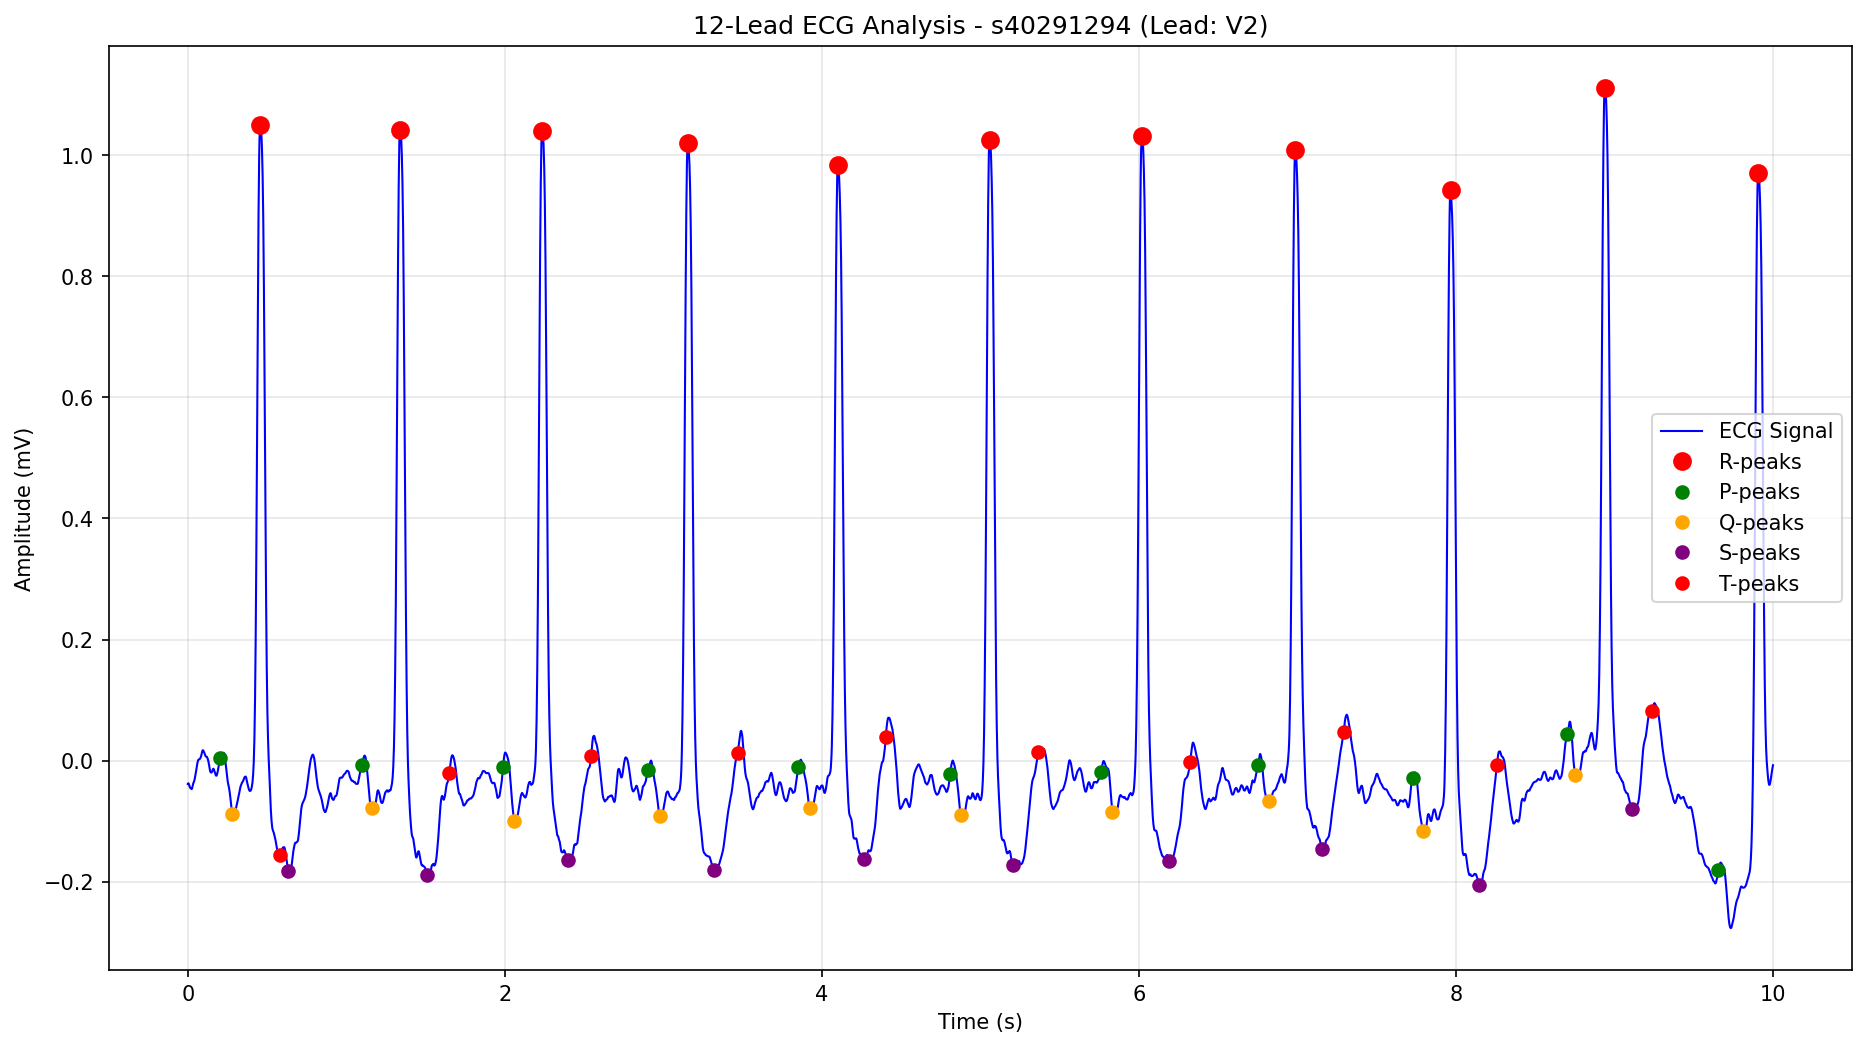 12-Lead ECG Analysis - s40291294 (Lead: V2)
Amplitude (mV)
1.0
0.8
0.6
0.4
0.2
0.0
−0.2
0 2 4 6 8 10
Time (s)
ECG Signal
R-peaks
P-peaks
Q-peaks
S-peaks
T-peaks